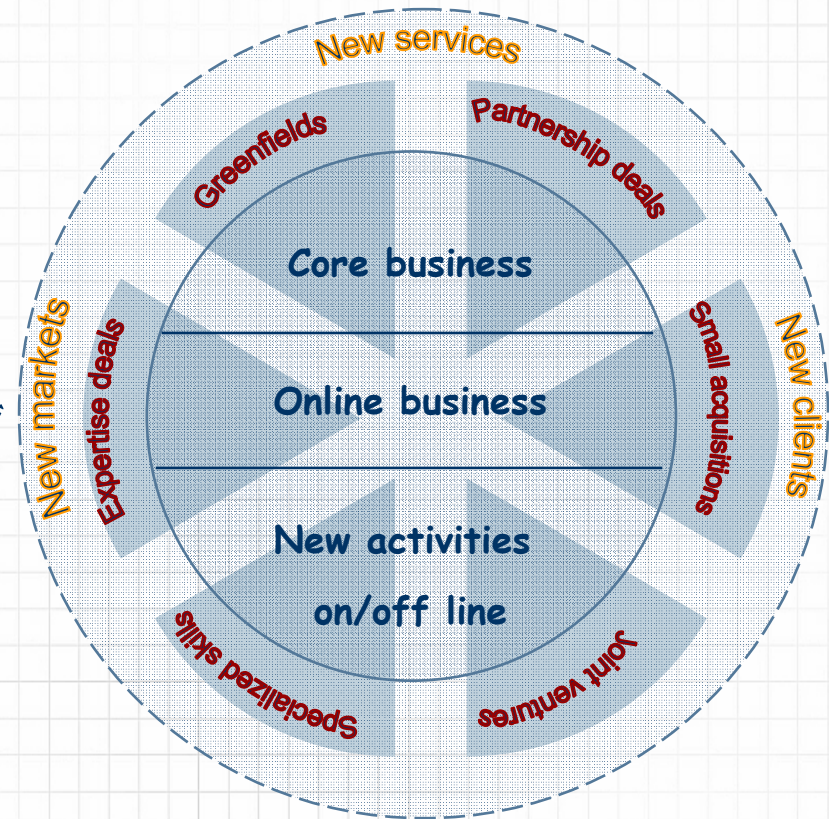 New services
Greenfields
Partnership deals
Core business
New markets
Expertise deals
Online business
Small acquisitions
New clients
New activities
on/off line
Specialized skills
Joint ventures